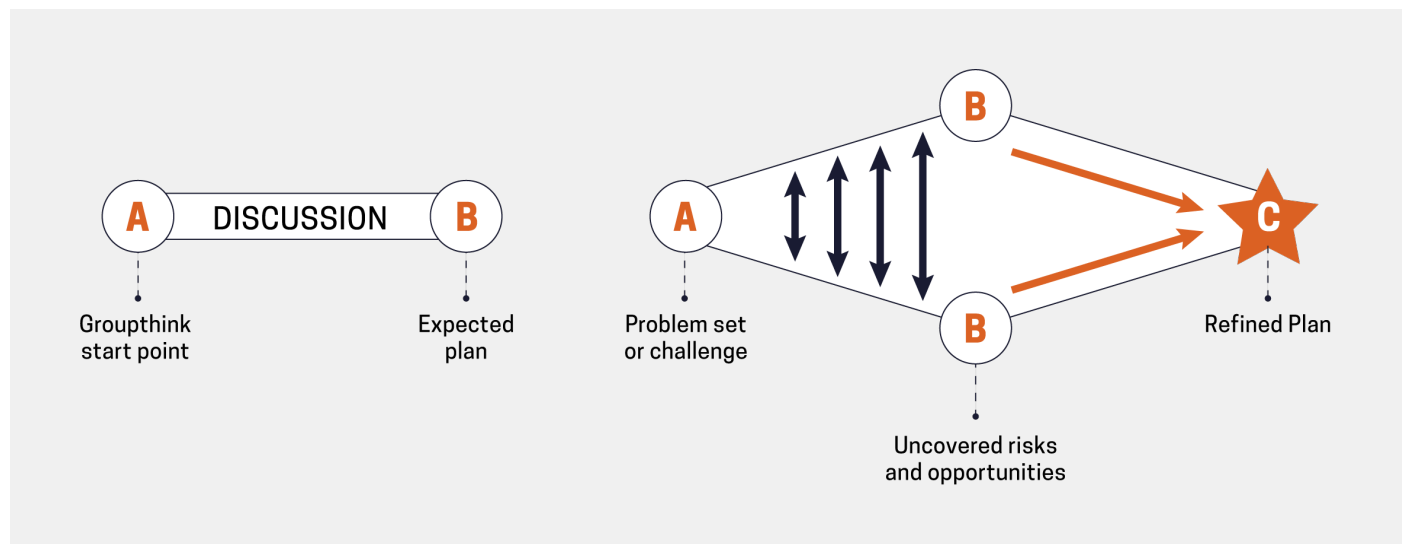 A
DISCUSSION
B
Groupthink
start point
Expected
plan
B
A
C
B
Problem set
or challenge
Refined Plan
Uncovered risks
and opportunities